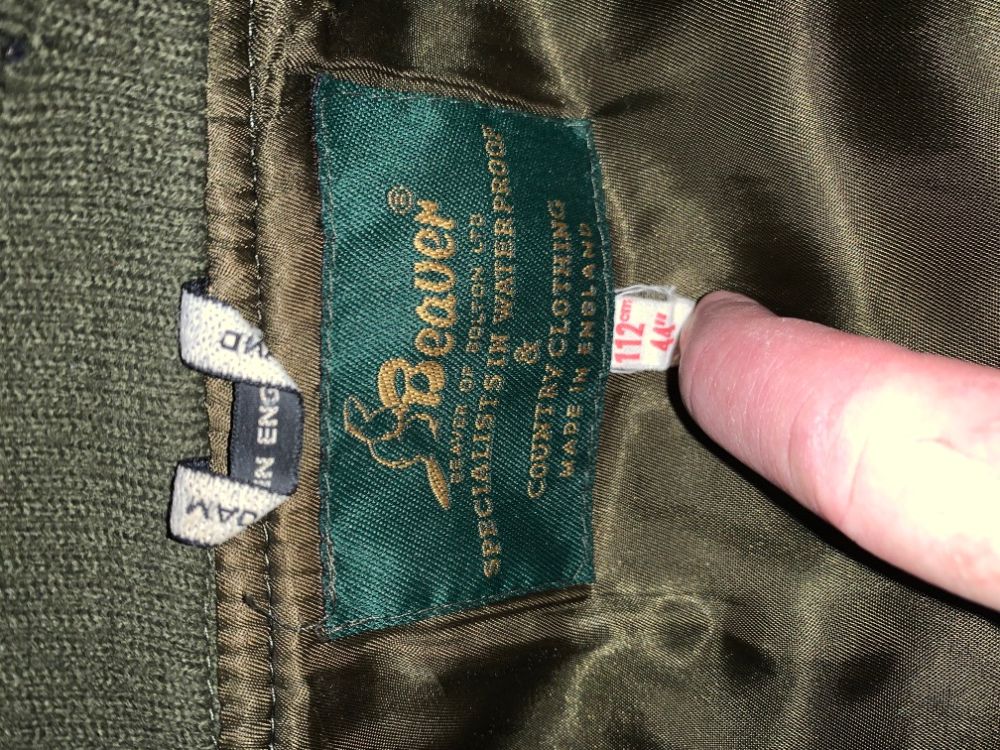 Beaver ®
BEAVER OF BOLTON LTD
SPECIALISTS IN WATERPROOF
&
COUNTRY CLOTHING
MADE IN ENGLAND
112cm
44"
IN ENG